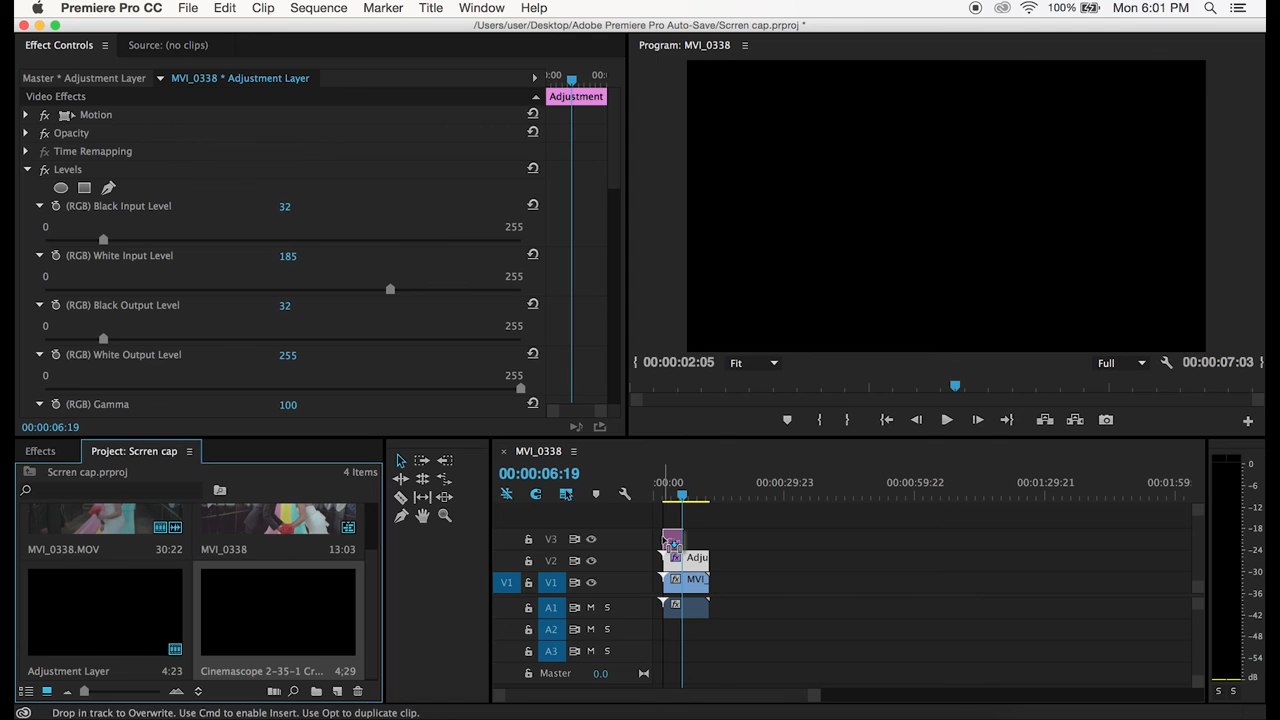 Premiere Pro CC File Edit Clip Sequence Marker Title Window Help 100% Mon 6:01 PM
/Users/user/Desktop/Adobe Premiere Pro Auto-Save/Scrren cap.prproj *
Effect Controls Source: (no clips)
Program: MVI_0338
Master * Adjustment Layer MVI_0338 * Adjustment Layer
:00 00:
Video Effects
Adjustment
fx Motion
fx Opacity
fx Time Remapping
fx Levels
(RGB) Black Input Level 32
0 255
(RGB) White Input Level 185
0 255
(RGB) Black Output Level 32
0 255
(RGB) White Output Level 255
0 255
(RGB) Gamma 100
00:00:06:19
00:00:02:05 Fit Full 00:00:07:03
Effects Project: Scrren cap
Scrren cap.prproj 4 Items
MVI_0338.MOV 30:22
MVI_0338 13:03
Adjustment Layer 4:23
Cinemascope 2-35-1 Cr... 4;29
× MVI_0338
00:00:06:19
:00:00 00:00:29:23 00:00:59:22 00:01:29:21 00:01:59:
V3
V2 fx Adju
V1 V1 fx MVI_
A1 M S fx
A2 M S
A3 M S
Master 0.0
0
-6
-12
-18
-24
-30
-36
-42
-48
-54
dB
S S
Drop in track to Overwrite. Use Cmd to enable Insert. Use Opt to duplicate clip.